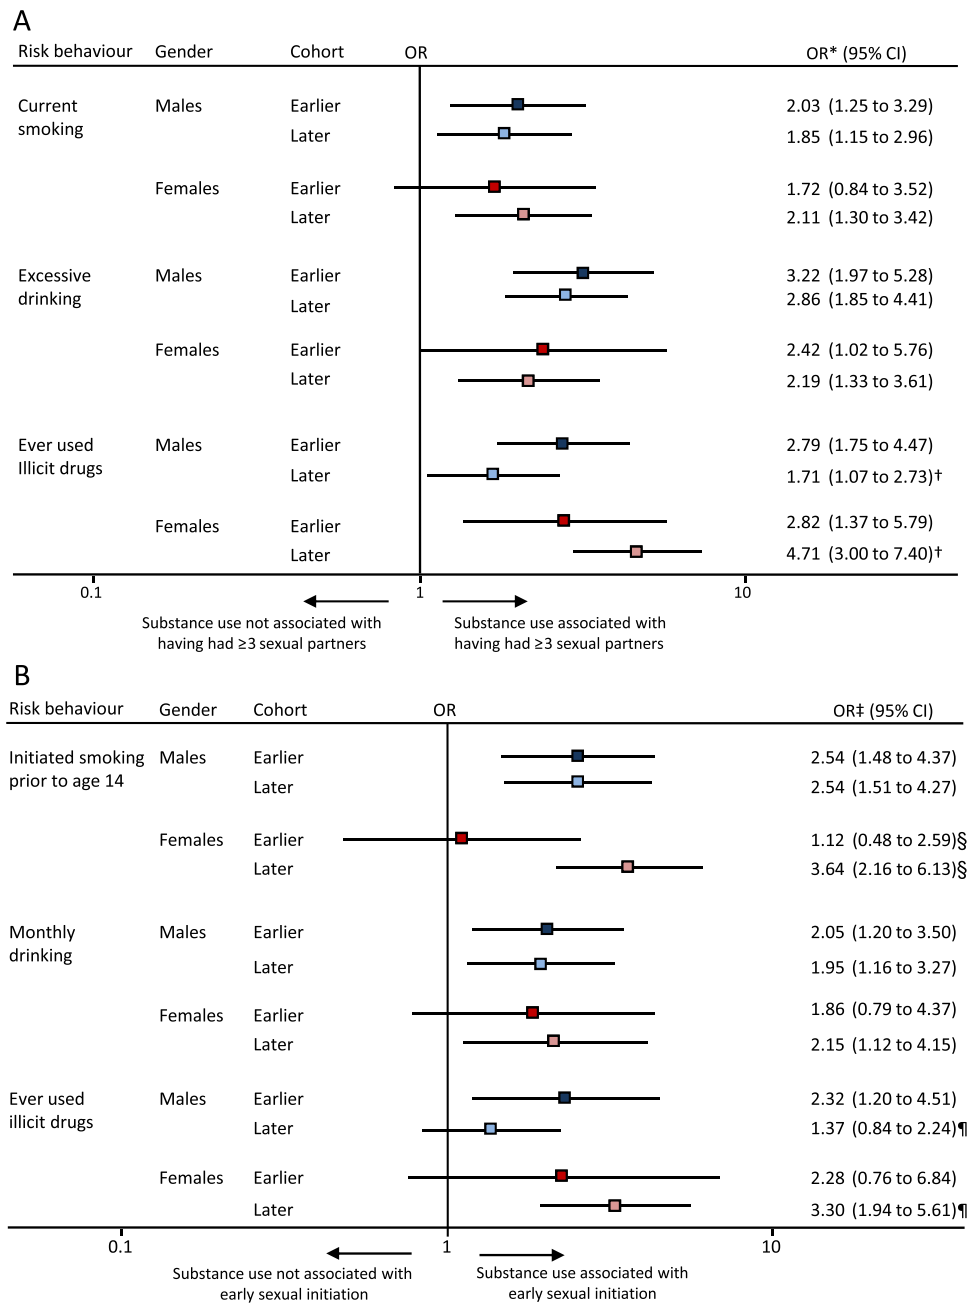 A
Risk behaviour Gender Cohort OR OR* (95% CI)
Current smoking Males Earlier 2.03 (1.25 to 3.29)
Later 1.85 (1.15 to 2.96)
Females Earlier 1.72 (0.84 to 3.52)
Later 2.11 (1.30 to 3.42)
Excessive drinking Males Earlier 3.22 (1.97 to 5.28)
Later 2.86 (1.85 to 4.41)
Females Earlier 2.42 (1.02 to 5.76)
Later 2.19 (1.33 to 3.61)
Ever used Illicit drugs Males Earlier 2.79 (1.75 to 4.47)
Later 1.71 (1.07 to 2.73)†
Females Earlier 2.82 (1.37 to 5.79)
Later 4.71 (3.00 to 7.40)†
0.1 1 10
Substance use not associated with
having had ≥3 sexual partners
Substance use associated with
having had ≥3 sexual partners
B
Risk behaviour Gender Cohort OR OR‡ (95% CI)
Initiated smoking prior to age 14 Males Earlier 2.54 (1.48 to 4.37)
Later 2.54 (1.51 to 4.27)
Females Earlier 1.12 (0.48 to 2.59)§
Later 3.64 (2.16 to 6.13)§
Monthly drinking Males Earlier 2.05 (1.20 to 3.50)
Later 1.95 (1.16 to 3.27)
Females Earlier 1.86 (0.79 to 4.37)
Later 2.15 (1.12 to 4.15)
Ever used illicit drugs Males Earlier 2.32 (1.20 to 4.51)
Later 1.37 (0.84 to 2.24)¶
Females Earlier 2.28 (0.76 to 6.84)
Later 3.30 (1.94 to 5.61)¶
0.1 1 10
Substance use not associated with
early sexual initiation
Substance use associated with
early sexual initiation